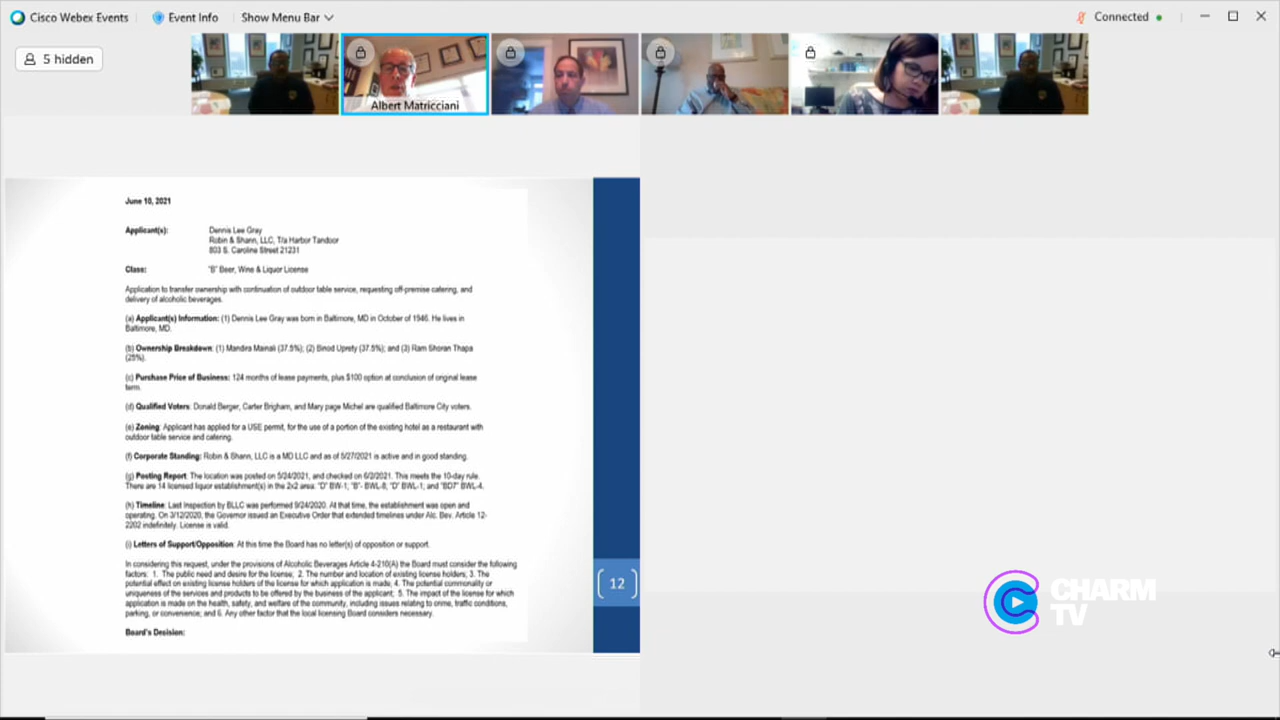 Cisco Webex Events
Event Info
Show Menu Bar
Connected
5 hidden
Albert Matricciani
June 10, 2021
Applicant(s): Dennis Lee Gray
Robin & Shann, LLC, T/a Harbor Tandoor
803 S. Caroline Street 21231
Class: "B" Beer, Wine & Liquor License
Application to transfer ownership with continuation of outdoor table service, requesting off-premise catering, and
delivery of alcoholic beverages.
(a) Applicant(s) Information: (1) Dennis Lee Gray was born in Baltimore, MD in October of 1946. He lives in
Baltimore, MD.
(b) Ownership Breakdown: (1) Mandira Mainali (37.5%); (2) Binod Uprety (37.5%); and (3) Ram Shoran Thapa
(25%).
(c) Purchase Price of Business: 124 months of lease payments, plus $100 option at conclusion of original lease
term.
(d) Qualified Voters: Donald Berger, Carter Brigham, and Mary page Michel are qualified Baltimore City voters.
(e) Zoning: Applicant has applied for a USE permit, for the use of a portion of the existing hotel as a restaurant with
outdoor table service and catering.
(f) Corporate Standing: Robin & Shann, LLC is a MD LLC and as of 5/27/2021 is active and in good standing.
(g) Posting Report: The location was posted on 5/24/2021, and checked on 6/2/2021. This meets the 10-day rule.
There are 14 licensed liquor establishment(s) in the 2x2 area: "D" BW-1, "B"- BWL-8, "D" BWL-1, and "BD7" BWL-4.
(h) Timeline: Last Inspection by BLLC was performed 9/24/2020. At that time, the establishment was open and
operating. On 3/12/2020, the Governor issued an Executive Order that extended timelines under Alc. Bev. Article 12-
2202 indefinitely. License is valid.
(i) Letters of Support/Opposition: At this time the Board has no letter(s) of opposition or support.
In considering this request, under the provisions of Alcoholic Beverages Article 4-210(A) the Board must consider the following
factors: 1. The public need and desire for the license, 2. The number and location of existing license holders; 3. The
potential effect on existing license holders of the license for which application is made; 4. The potential commonality or
uniqueness of the services and products to be offered by the business of the applicant; 5. The impact of the license for which
application is made on the health, safety, and welfare of the community, including issues relating to crime, traffic conditions,
parking, or convenience; and 6. Any other factor that the local licensing Board considers necessary.
Board's Decision:
12
CHARM
TV